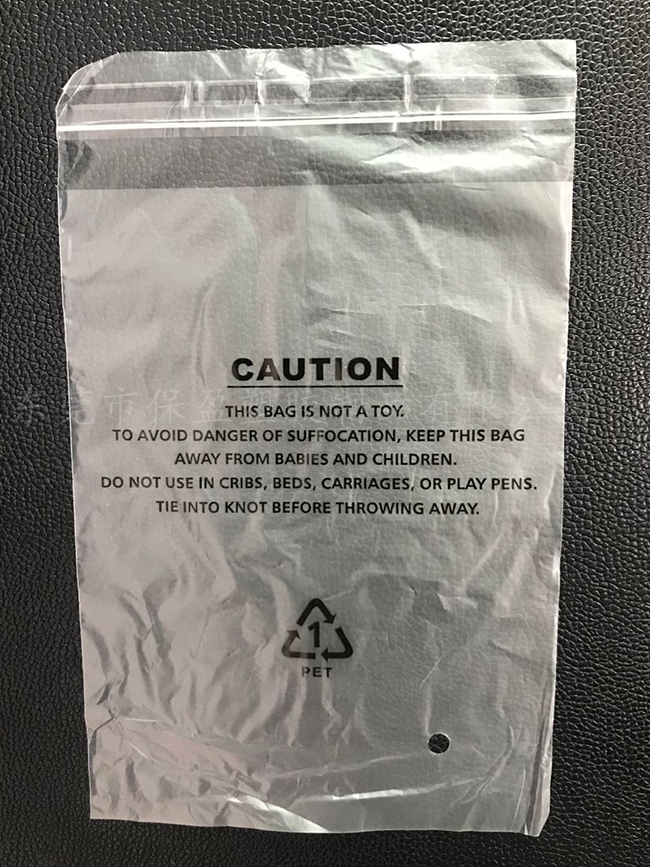 CAUTION
THIS BAG IS NOT A TOY.
TO AVOID DANGER OF SUFFOCATION, KEEP THIS BAG
AWAY FROM BABIES AND CHILDREN.
DO NOT USE IN CRIBS, BEDS, CARRIAGES, OR PLAY PENS.
TIE INTO KNOT BEFORE THROWING AWAY.
1
PET